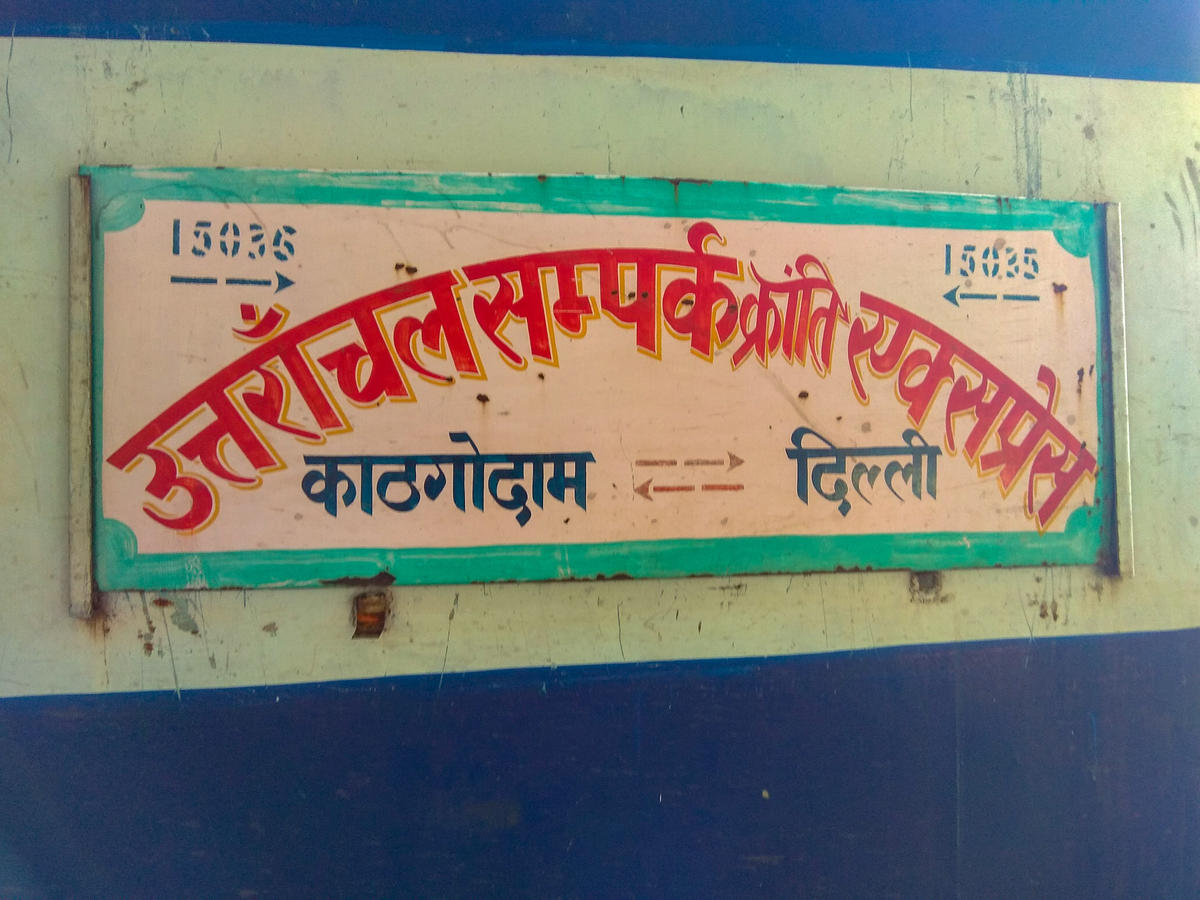 15036
15035
उत्तराँचल सम्पर्क क्रांति एक्सप्रेस
काठगोदाम दिल्ली